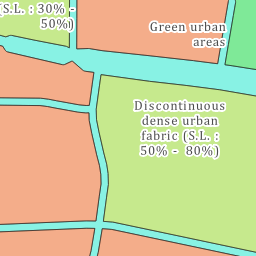 (S.L. : 30% -
50%)
Green urban
areas
Discontinuous
dense urban
fabric (S.L. :
50% -  80%)